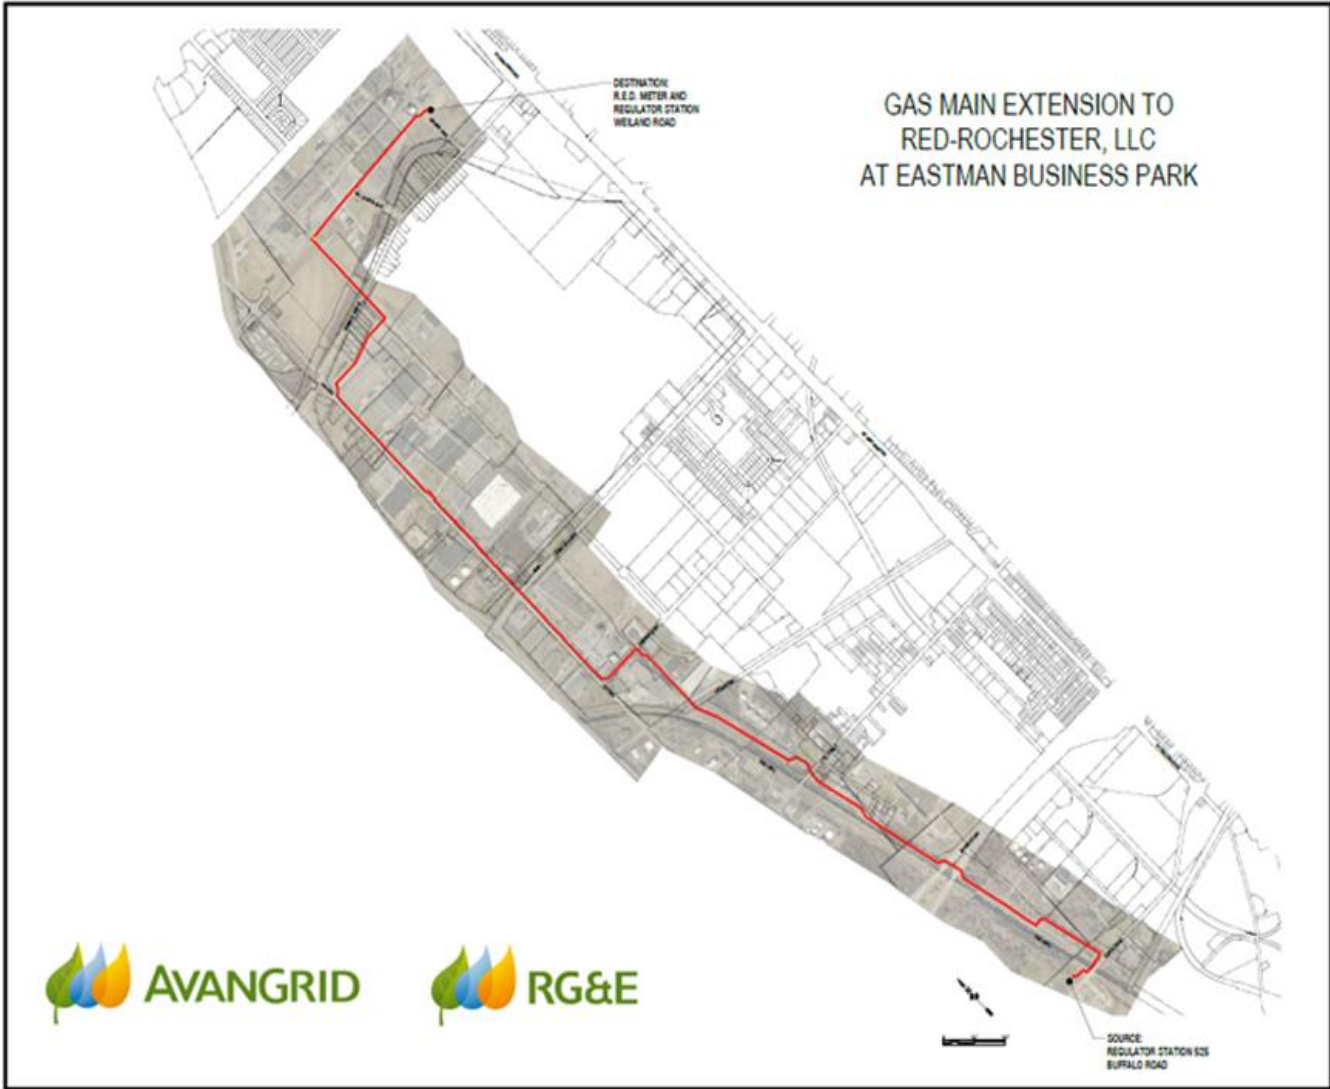 DESTINATION:
R.E.D. METER AND
REGULATOR STATION
WEILAND ROAD
GAS MAIN EXTENSION TO
RED-ROCHESTER, LLC
AT EASTMAN BUSINESS PARK
AVANGRID
RG&E
SOURCE:
REGULATOR STATION 525
BUFFALO ROAD